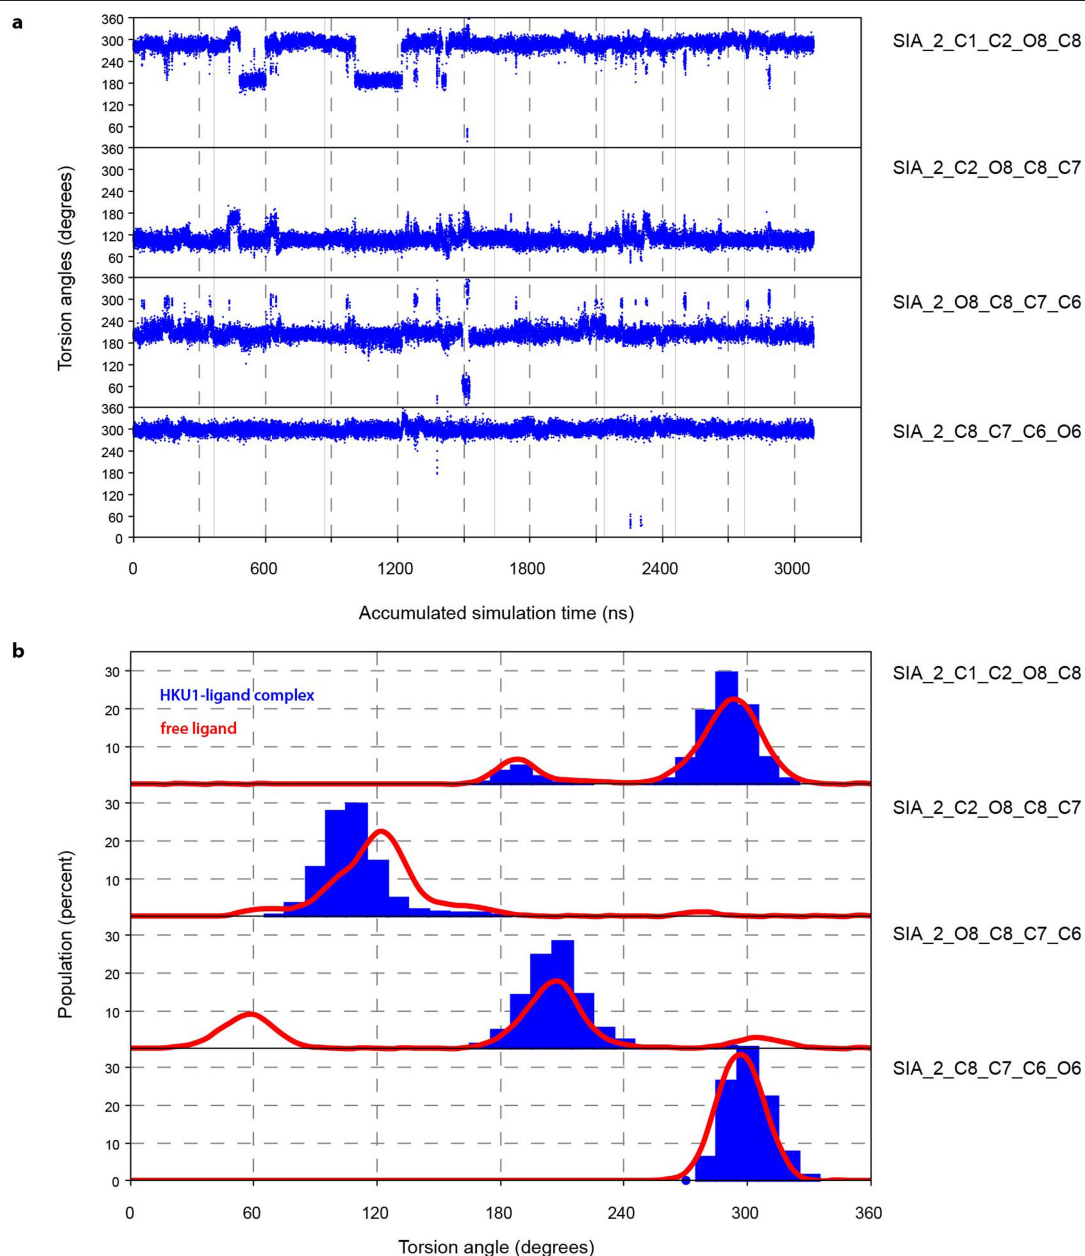 a
360
300
240
180
120
60
360
300
240
180
120
60
360
300
240
180
120
60
360
300
240
180
120
60
0
Torsion angles (degrees)
SIA_2_C1_C2_O8_C8
SIA_2_C2_O8_C8_C7
SIA_2_O8_C8_C7_C6
SIA_2_C8_C7_C6_O6
0 600 1200 1800 2400 3000
Accumulated simulation time (ns)
b
30
20
10
30
20
10
30
20
10
30
20
10
0
Population (percent)
HKU1-ligand complex
free ligand
SIA_2_C1_C2_O8_C8
SIA_2_C2_O8_C8_C7
SIA_2_O8_C8_C7_C6
SIA_2_C8_C7_C6_O6
0 60 120 180 240 300 360
Torsion angle (degrees)